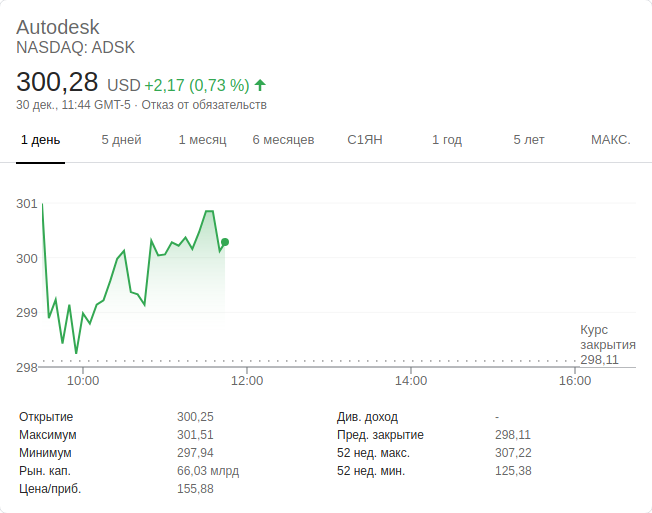 Autodesk
NASDAQ: ADSK
300,28 USD +2,17 (0,73 %)
30 дек., 11:44 GMT-5 · Отказ от обязательств
1 день 5 дней 1 месяц 6 месяцев С1ЯН 1 год 5 лет МАКС.
301
300
299
298
Курс
закрытия
298,11
10:00 12:00 14:00 16:00
Открытие 300,25 Див. доход -
Максимум 301,51 Пред. закрытие 298,11
Минимум 297,94 52 нед. макс. 307,22
Рын. кап. 66,03 млрд 52 нед. мин. 125,38
Цена/приб. 155,88